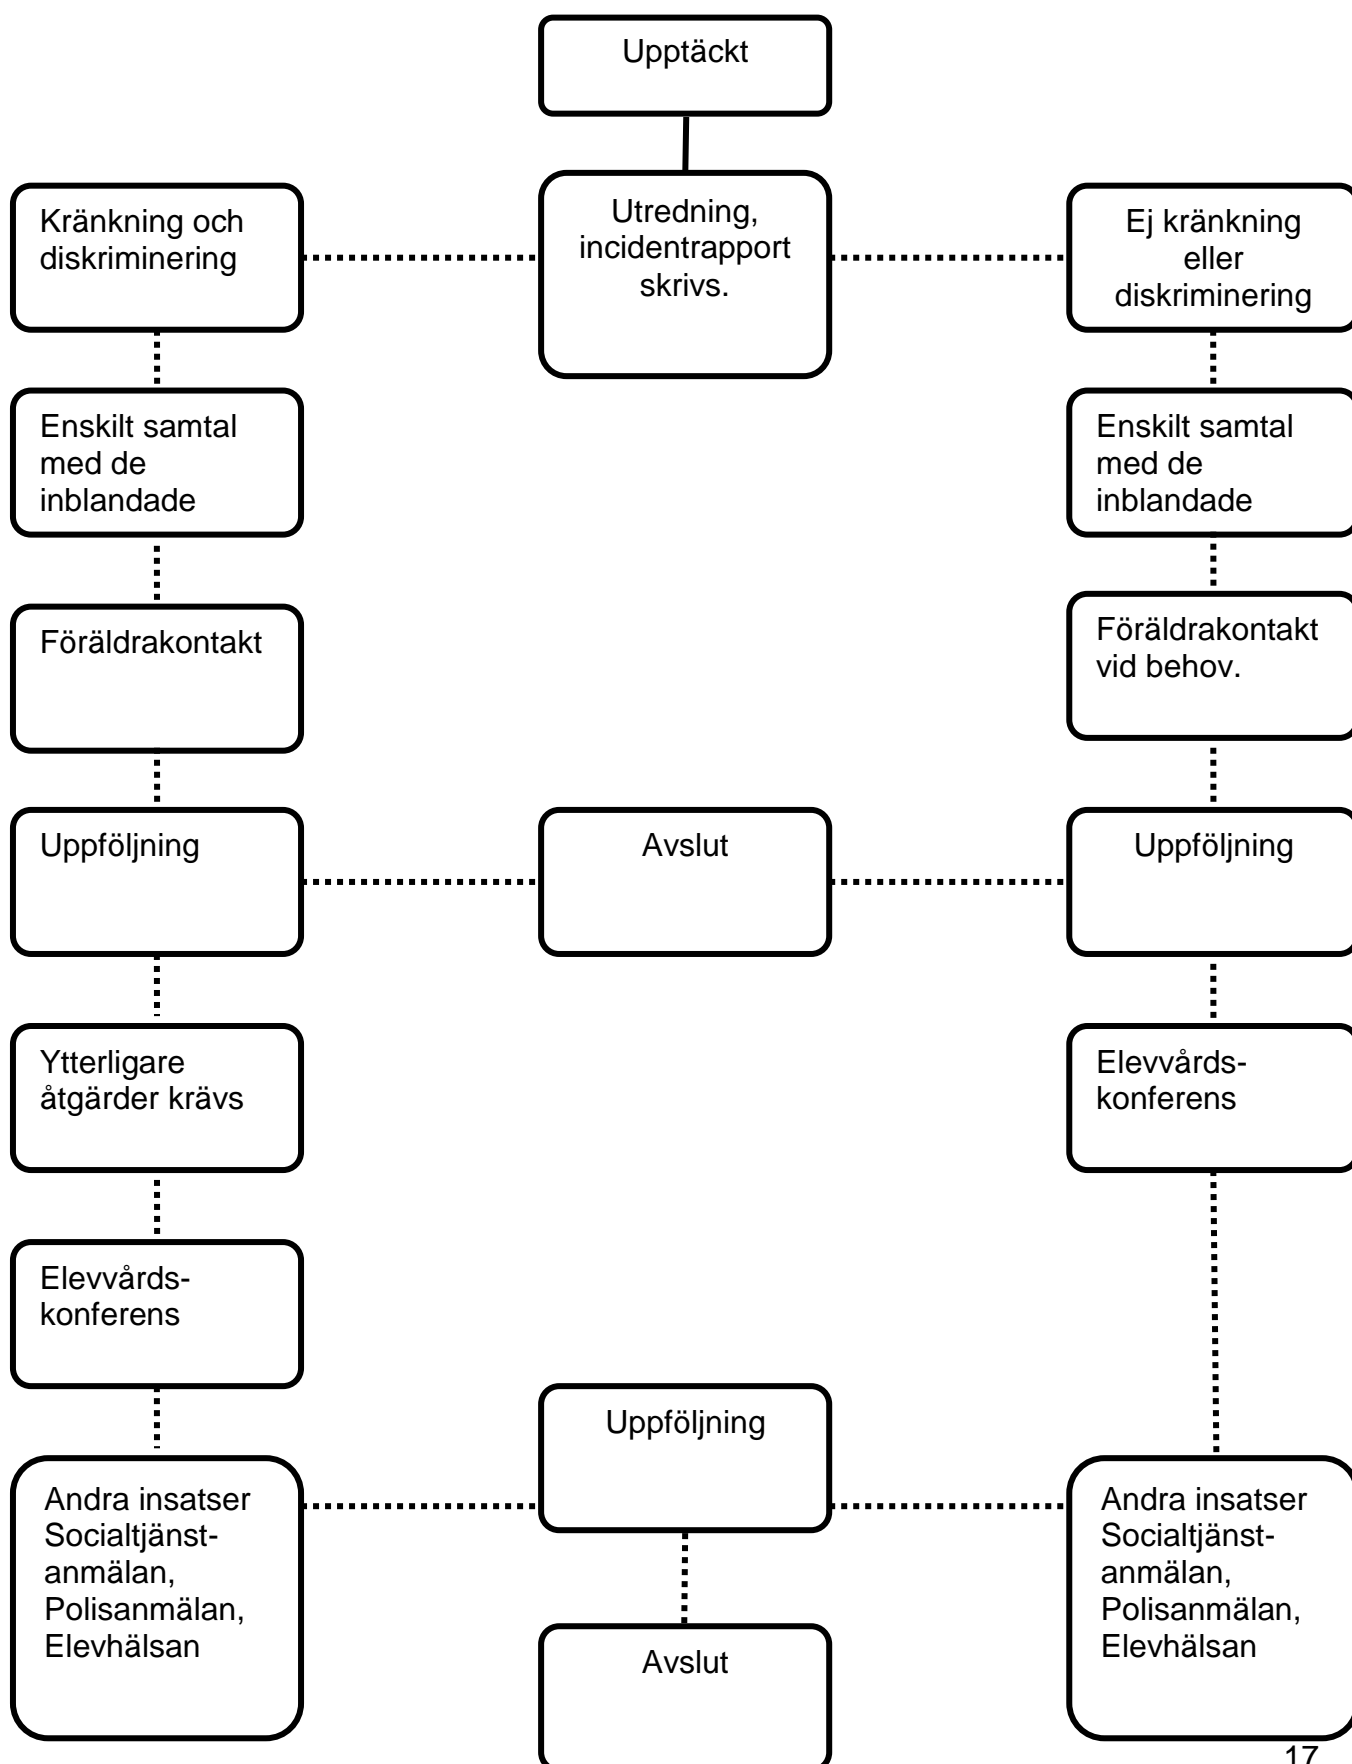 Upptäckt
Kränkning och
diskriminering
Utredning,
incidentrapport
skrivs.
Ej kränkning
eller
diskriminering
Enskilt samtal
med de
inblandade
Enskilt samtal
med de
inblandade
Föräldrakontakt
Föräldrakontakt
vid behov.
Uppföljning
Avslut
Uppföljning
Ytterligare
åtgärder krävs
Elevvårds-
konferens
Elevvårds-
konferens
Uppföljning
Andra insatser
Socialtjänst-
anmälan,
Polisanmälan,
Elevhälsan
Andra insatser
Socialtjänst-
anmälan,
Polisanmälan,
Elevhälsan
Avslut
17